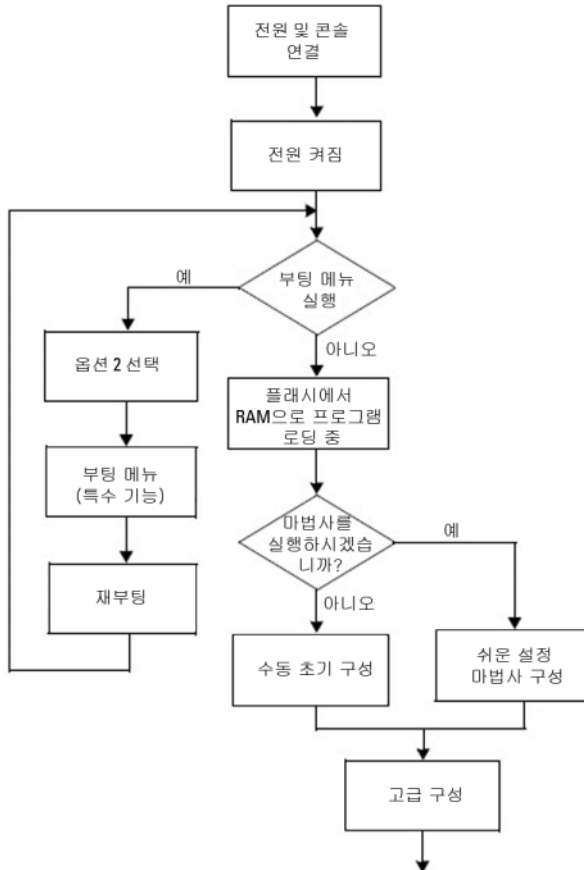 전원 및 콘솔
연결
전원 켜짐
부팅 메뉴
실행
예
아니오
옵션 2 선택
플래시에서
RAM으로 프로그램
로딩 중
부팅 메뉴
(특수 기능)
마법사를
실행하시겠습
니까?
예
아니오
재부팅
수동 초기 구성
쉬운 설정
마법사 구성
고급 구성